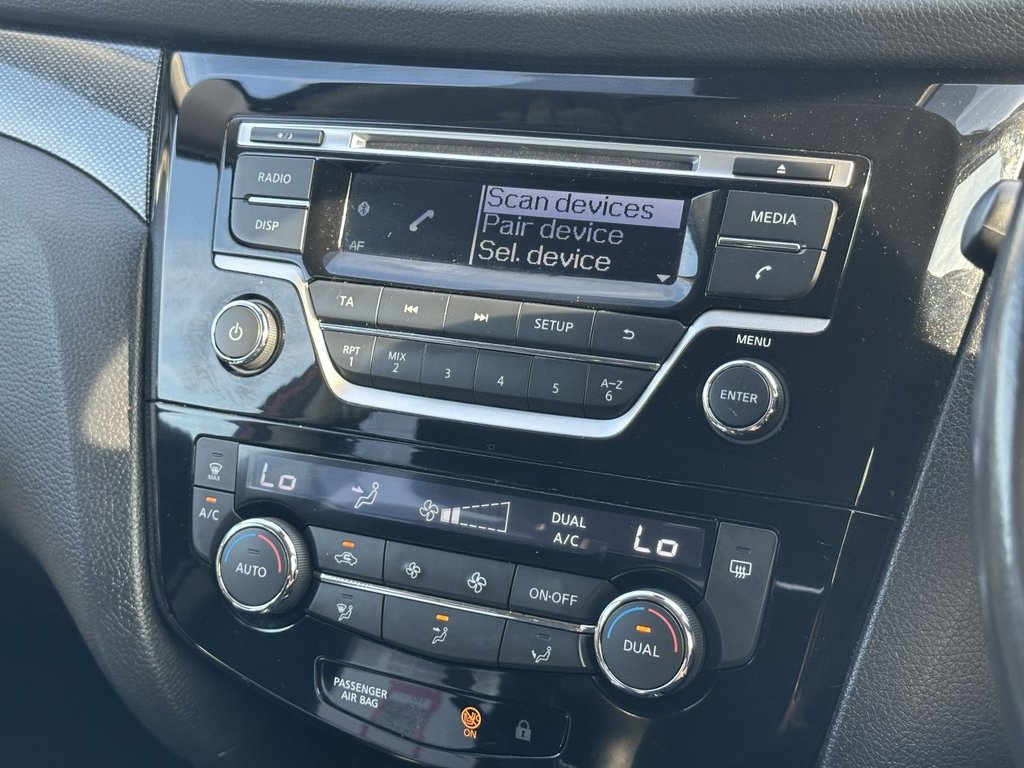 RADIO
DISP
AF
Scan devices
Pair device
Sel. device
MEDIA
TA
SETUP
RPT
1
MIX
2
3
4
5
A-Z
6
MENU
ENTER
MAX
A/C
Lo
DUAL
A/C
Lo
AUTO
ON·OFF
DUAL
PASSENGER
AIR BAG
ON